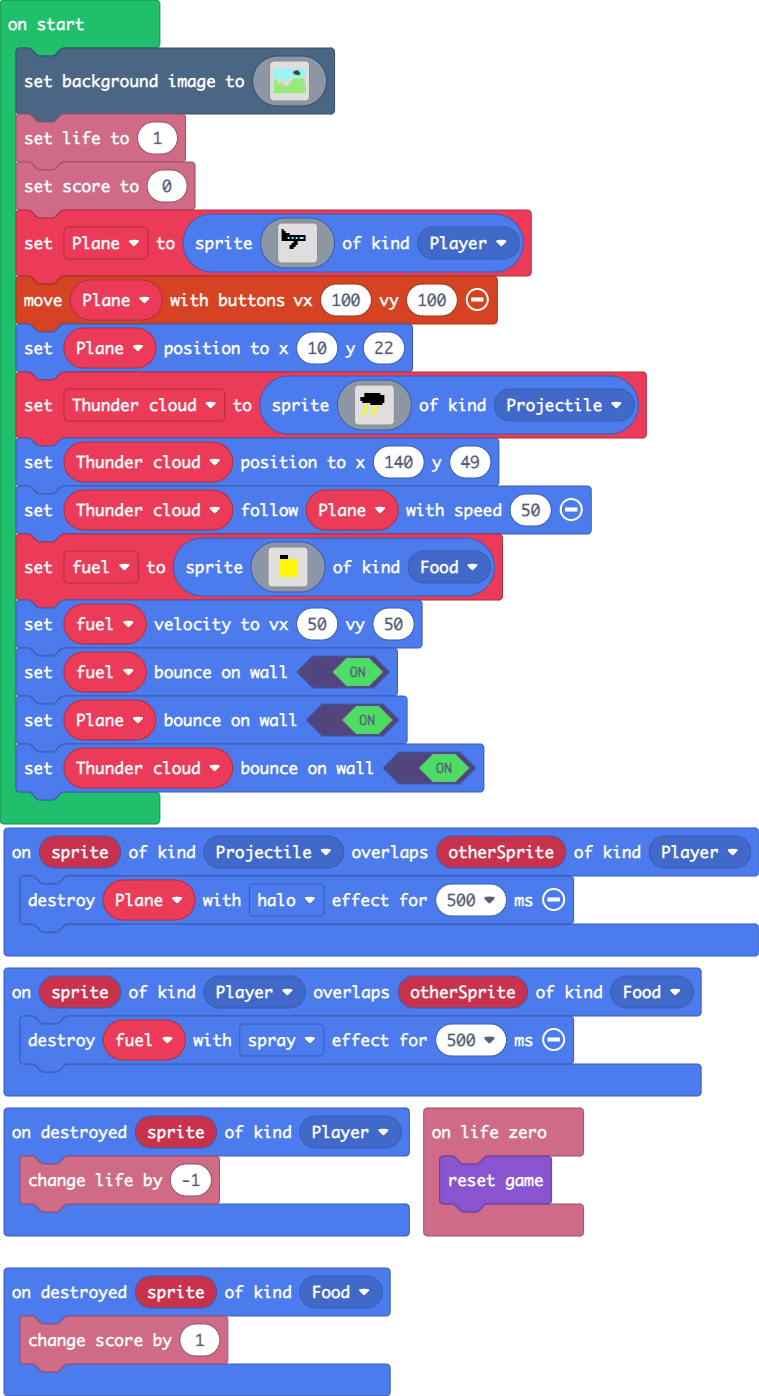 on start
set background image to
set life to 1
set score to 0
set Plane to sprite of kind Player
move Plane with buttons vx 100 vy 100
set Plane position to x 10 y 22
set Thunder cloud to sprite of kind Projectile
set Thunder cloud position to x 140 y 49
set Thunder cloud follow Plane with speed 50
set fuel to sprite of kind Food
set fuel velocity to vx 50 vy 50
set fuel bounce on wall ON
set Plane bounce on wall ON
set Thunder cloud bounce on wall ON
on sprite of kind Projectile overlaps otherSprite of kind Player
destroy Plane with halo effect for 500 ms
on sprite of kind Player overlaps otherSprite of kind Food
destroy fuel with spray effect for 500 ms
on destroyed sprite of kind Player
change life by -1
on life zero
reset game
on destroyed sprite of kind Food
change score by 1